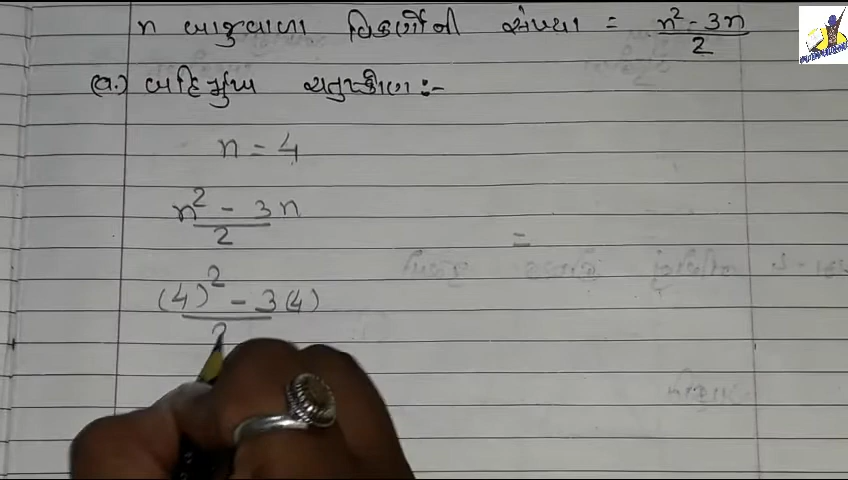 n બાજુવાળા વિકર્ણોની સંખ્યા = n² - 3n / 2
(અ.) બહિર્મુખ ચતુષ્કોણ :-
n = 4
n² - 3n / 2
=
(4)² - 3(4) / 2